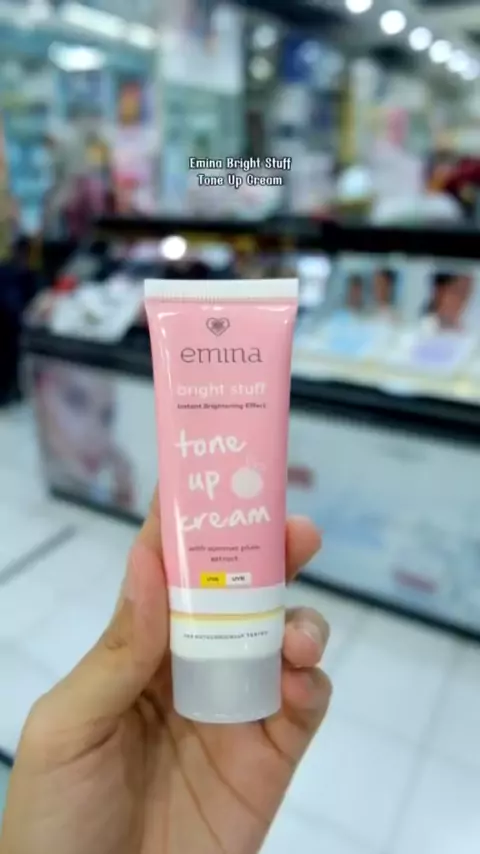 Emina Bright Stuff
Tone Up Cream
emina
bright stuff
Instant Brightening Effect
tone
up
cream
with summer plum
extract
UVA UVB